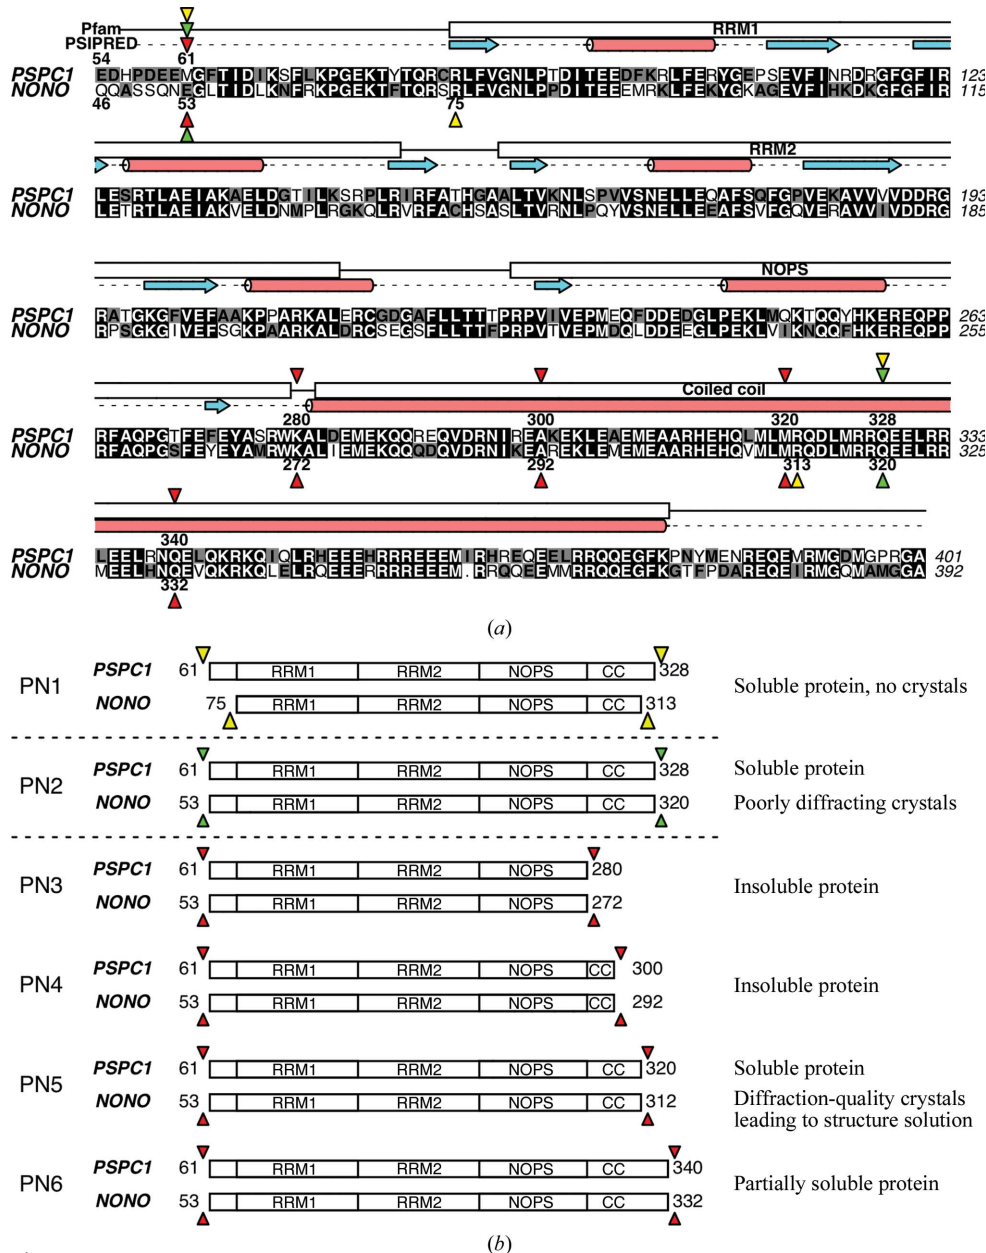 Pfam RRM1
PSIPRED
54 61
PSPC1 EDHPDEEMGFTIDIKSFLKPGEKTYTQRCRLFVGNLPTDITEEDFKRLFERYGEPSEVFINRDRGFGFIR 123
NONO QQASSQNEGLTIDLKNFRKPGEKTFTQRSRLFVGNLPPDITEEEMRKLFEKYGKAGEVFIHKDKGFGFIR 115
46 53 75
RRM2
PSPC1 LESRTLAEIAKAELDGTILKSRPLRIRFATHGAALTVKNLSPVVSNELLEQAFSQFGPVEKAVVVVDDRG 193
NONO LETRTLAEIAKVELDNMPLRGKQLRVRFACHSASLTVRNLPQYVSNELLEEAFSVFGQVERAVVIVDDRG 185
NOPS
PSPC1 RATGKGFVEFAAKPPARKALERCGDGAFLLTTTPRPVIVEPMEQFDDEDGLPEKLMQKTQQYHKEREQPP 263
NONO RPSGKGIVEFSGKPAARKALDRCSEGSFLLTTFPRPVTVEPMDQLDDEEGLPEKLVIKNQQFHKEREQPP 255
Coiled coil
280 300 320 328
PSPC1 RFAQPGTFEFEYASRWKALDEMEKQQREQVDRNIREAKEKLEAEMEAARHEHQLMLMRQDLMRRQEELRR 333
NONO RFAQPGSFEYEYAMRWKALIEMEKQQQDQVDRNIKEAREKLEMEMEAARHEHQVMLMRQDLMRRQEELRR 325
272 292 313 320
340
PSPC1 LEELRNQELQKRKQIQLRHEEEHRRREEEMIRHREQEELRRQQEGFKPNYMENREQEMRMGDMGPRGA 401
NONO MEELHNQEVQKRKQLELRQEEERRRREEEM.RRQQEEMMRRQQEGFKGTFPDAREQEIRMGQMAMGGA 392
332
(a)
PN1
PSPC1 61 RRM1 RRM2 NOPS CC 328
NONO 75 RRM1 RRM2 NOPS CC 313
Soluble protein, no crystals
PN2
PSPC1 61 RRM1 RRM2 NOPS CC 328 Soluble protein
NONO 53 RRM1 RRM2 NOPS CC 320 Poorly diffracting crystals
PN3
PSPC1 61 RRM1 RRM2 NOPS 280
NONO 53 RRM1 RRM2 NOPS 272
Insoluble protein
PN4
PSPC1 61 RRM1 RRM2 NOPS CC 300
NONO 53 RRM1 RRM2 NOPS CC 292
Insoluble protein
PN5
PSPC1 61 RRM1 RRM2 NOPS CC 320 Soluble protein
NONO 53 RRM1 RRM2 NOPS CC 312 Diffraction-quality crystals
leading to structure solution
PN6
PSPC1 61 RRM1 RRM2 NOPS CC 340
NONO 53 RRM1 RRM2 NOPS CC 332
Partially soluble protein
(b)